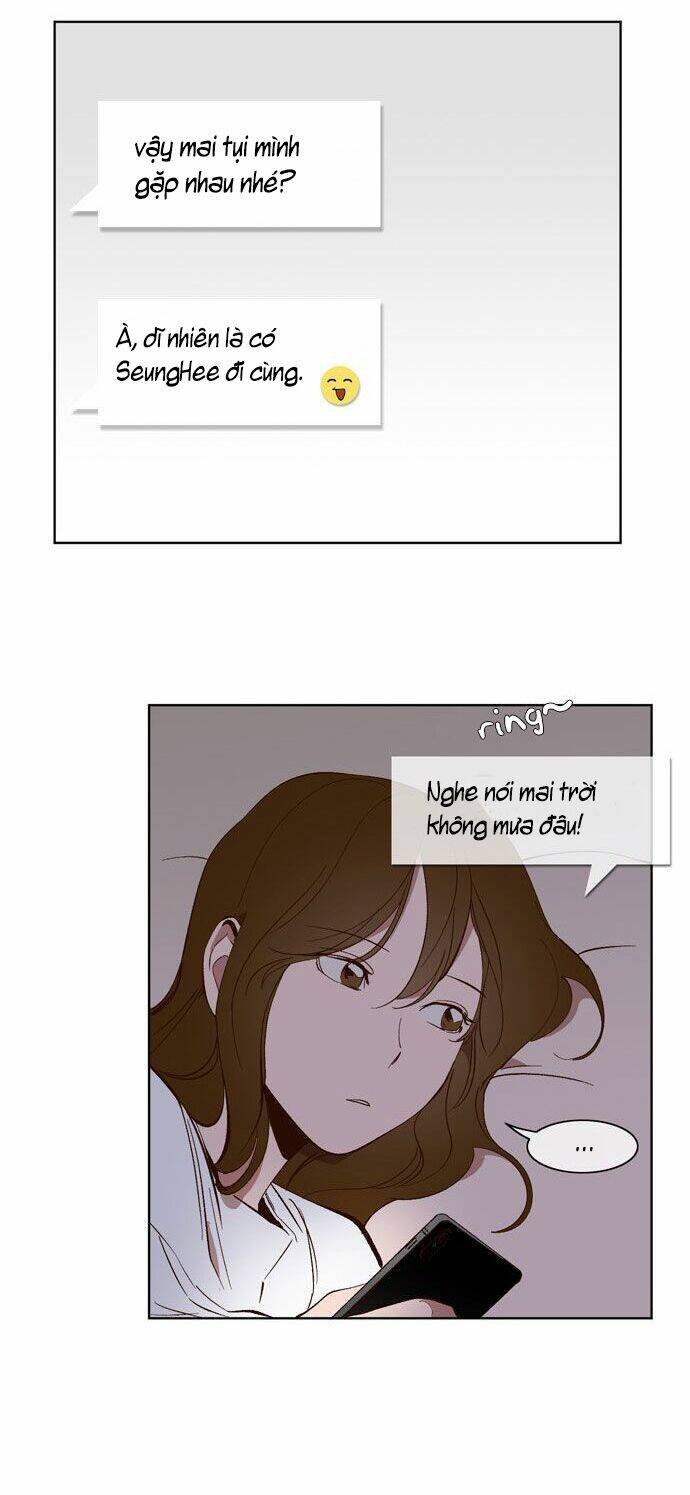 vậy mai tụi mình
gặp nhau nhé?
À, dĩ nhiên là có
SeungHee đi cùng.
ring~
Nghe nói mai trời
không mưa đâu!
...